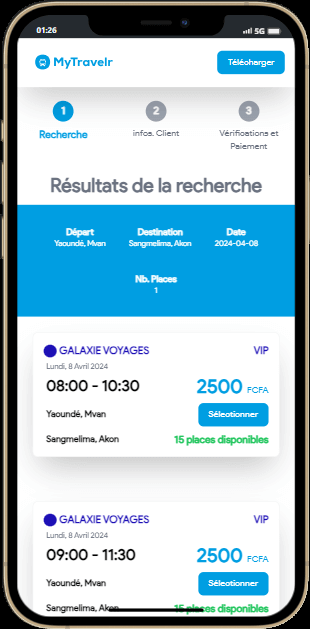 01:26 5G
MyTravelr Télécharger
1 2 3
Recherche infos. Client Vérifications et Paiement
Résultats de la recherche
Départ Destination Date
Yaoundé, Mvan Sangmelima, Akon 2024-04-08
Nb. Places
1
GALAXIE VOYAGES VIP
Lundi, 8 Avril 2024
08:00 - 10:30 2500 FCFA
Yaoundé, Mvan Sélectionner
Sangmelima, Akon 15 places disponibles
GALAXIE VOYAGES VIP
Lundi, 8 Avril 2024
09:00 - 11:30 2500 FCFA
Yaoundé, Mvan Sélectionner
Sangmelima, Akon 15 places disponibles